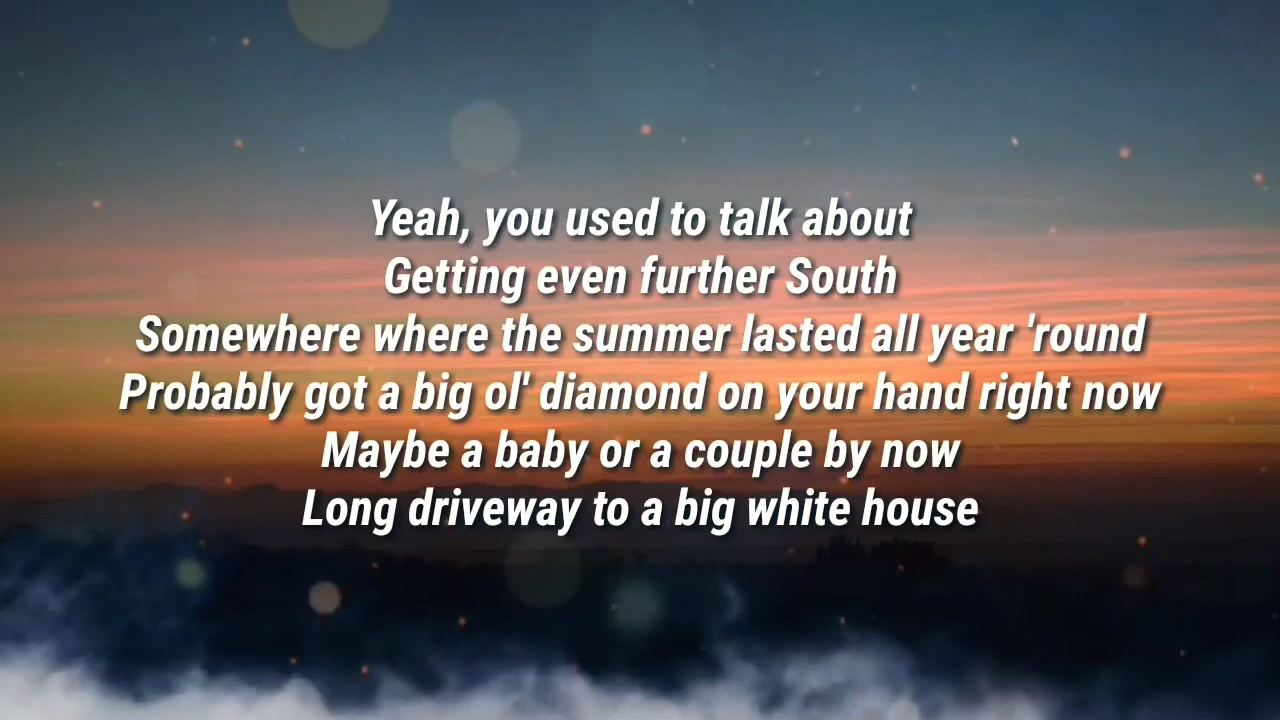 Yeah, you used to talk about
Getting even further South
Somewhere where the summer lasted all year 'round
Probably got a big ol' diamond on your hand right now
Maybe a baby or a couple by now
Long driveway to a big white house